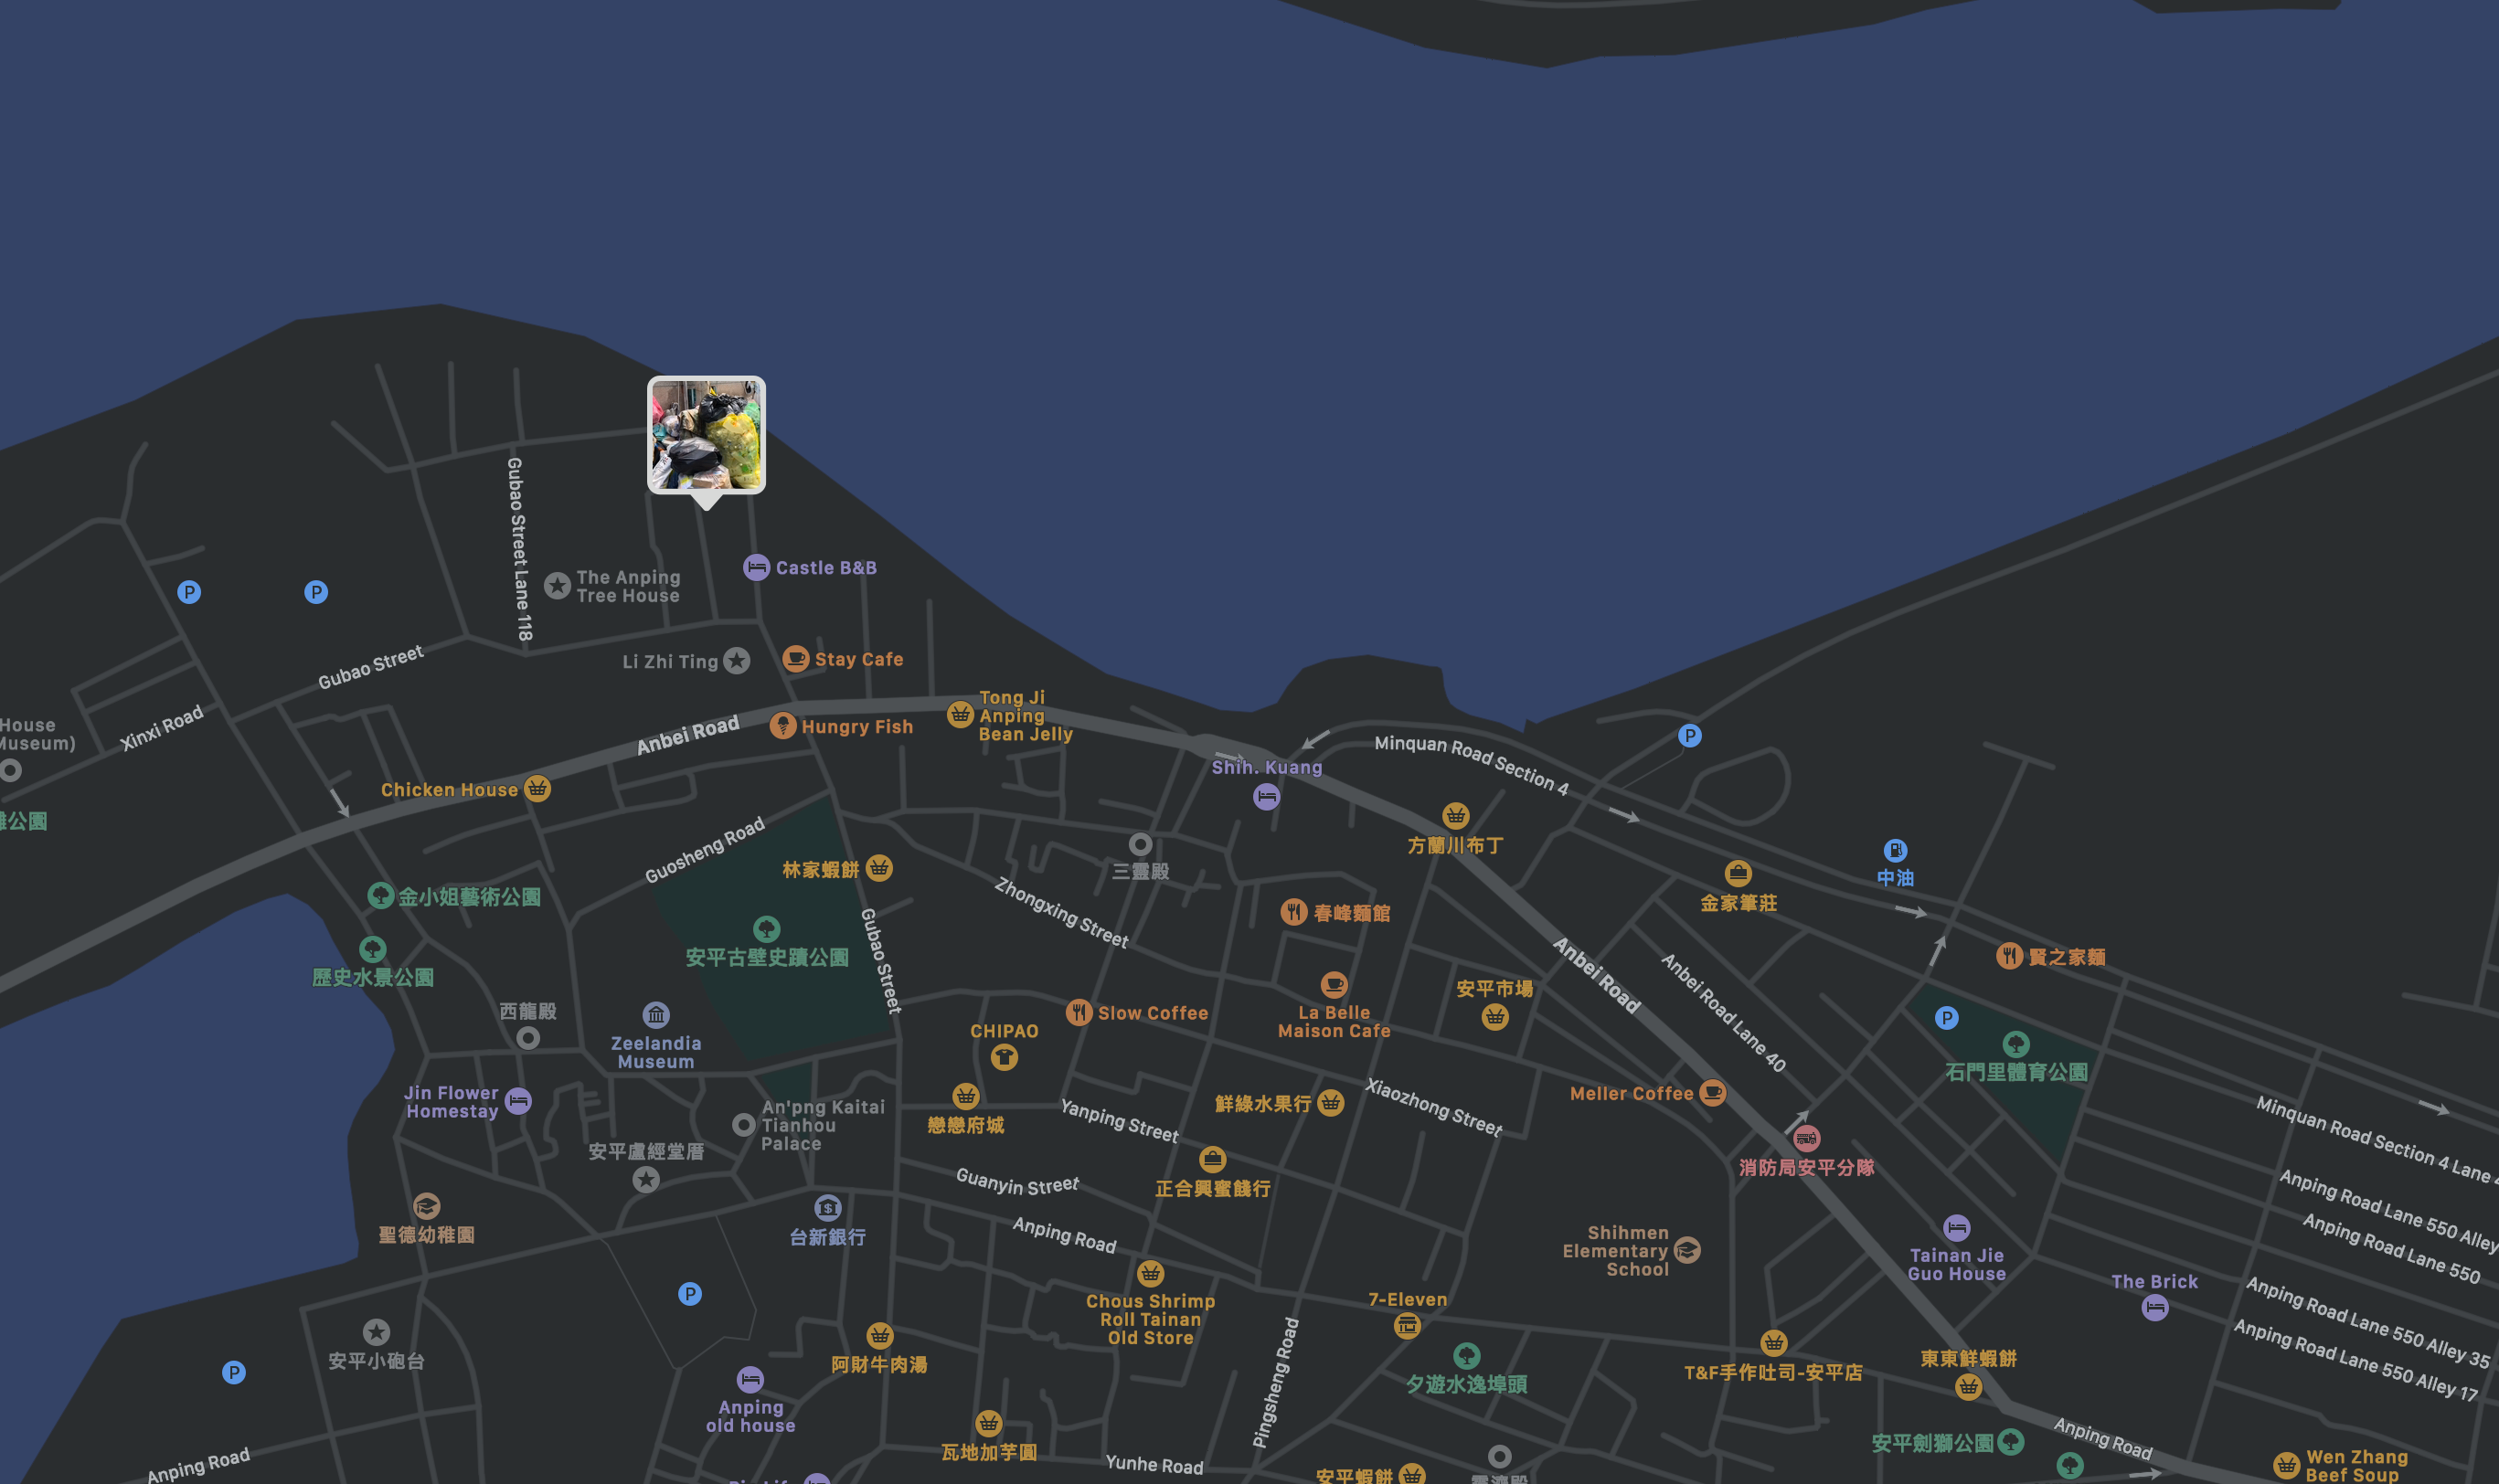 Gubao Street Lane 118
Castle B&B
The Anping
Tree House
P
P
Gubao Street
Li Zhi Ting
Stay Cafe
Xinxi Road
House
Museum)
Anbei Road
Hungry Fish
Tong Ji
Anping
Bean Jelly
P
Minquan Road Section 4
Shih. Kuang
Chicken House
公園
Guosheng Road
林家蝦餅
三靈殿
方蘭川布丁
中油
金家筆莊
金小姐藝術公園
Zhongxing Street
春峰麵館
Gubao Street
安平古壁史蹟公園
歷史水景公園
Anbei Road
Anbei Road Lane 40
賢之家麵
西龍殿
Zeelandia
Museum
CHIPAO
Slow Coffee
La Belle
Maison Cafe
安平市場
P
石門里體育公園
Jin Flower
Homestay
An'png Kaitai
Tianhou
Palace
戀戀府城
Yanping Street
鮮綠水果行
Xiaozhong Street
Meller Coffee
Minquan Road Section 4 Lane
安平盧經堂厝
Guanyin Street
正合興蜜餞行
消防局安平分隊
Anping Road Lane 550 Alley
Anping Road Lane 550
聖德幼稚園
台新銀行
Anping Road
Shihmen
Elementary
School
Tainan Jie
Guo House
The Brick
P
Chous Shrimp
Roll Tainan
Old Store
7-Eleven
Anping Road Lane 550 Alley 35
Anping Road Lane 550 Alley 17
安平小砲台
P
阿財牛肉湯
Pingsheng Road
夕遊水逸埠頭
T&F手作吐司-安平店
東東鮮蝦餅
Anping
old house
瓦地加芋圓
Anping Road
Yunhe Road
安平蝦餅
安平劍獅公園
Anping Road
Wen Zhang
Beef Soup